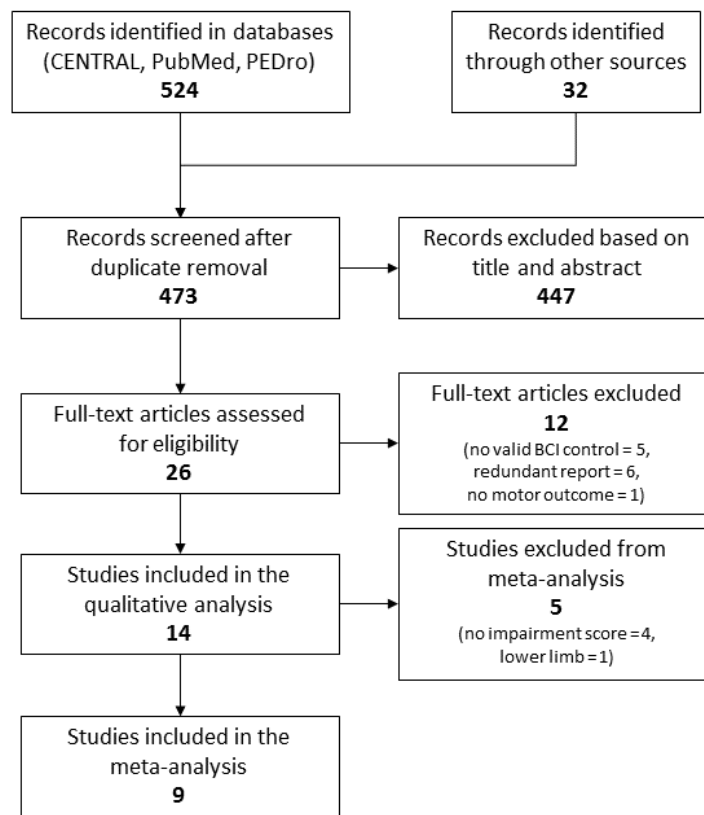 Records identified in databases
(CENTRAL, PubMed, PEDro)
524
Records identified
through other sources
32
Records screened after
duplicate removal
473
Records excluded based on
title and abstract
447
Full-text articles assessed
for eligibility
26
Full-text articles excluded
12
(no valid BCI control = 5,
redundant report = 6,
no motor outcome = 1)
Studies included in the
qualitative analysis
14
Studies excluded from
meta-analysis
5
(no impairment score = 4,
lower limb = 1)
Studies included in the
meta-analysis
9